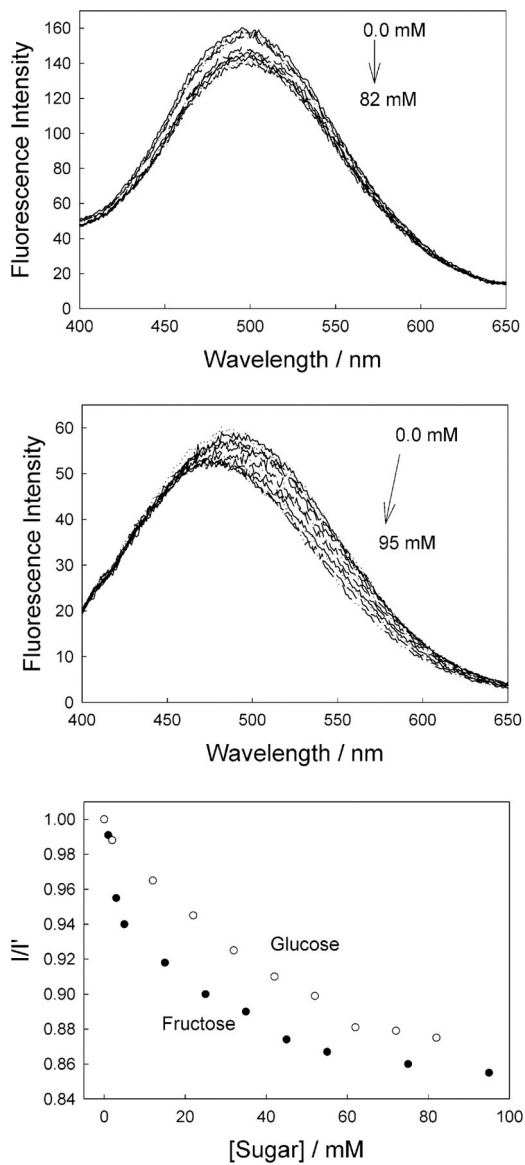 Fluorescence Intensity
160
140
120
100
80
60
40
20
0
0.0 mM
82 mM
400 450 500 550 600 650
Wavelength / nm
Fluorescence Intensity
60
50
40
30
20
10
0
0.0 mM
95 mM
400 450 500 550 600 650
Wavelength / nm
I/I'
1.00
0.98
0.96
0.94
0.92
0.90
0.88
0.86
0.84
Glucose
Fructose
0 20 40 60 80 100
[Sugar] / mM